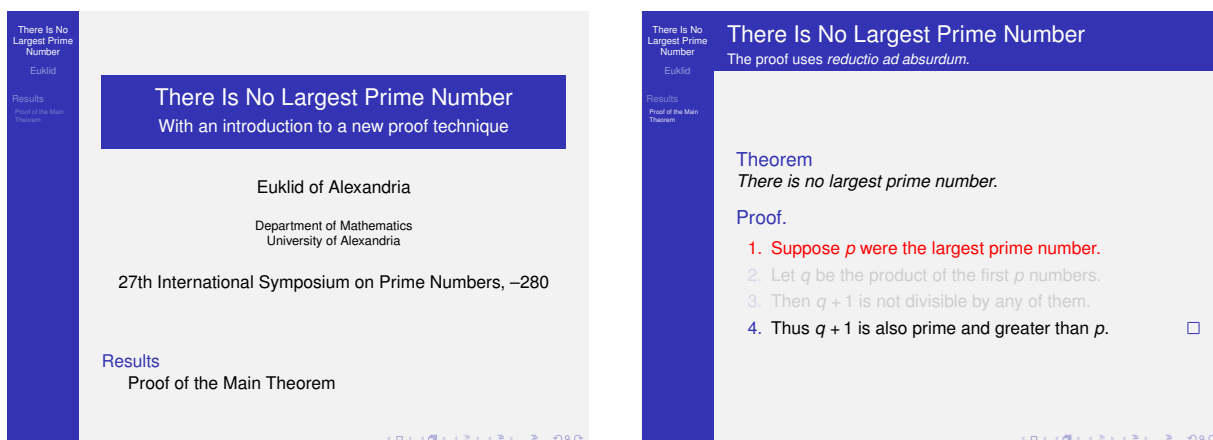 There Is No
Largest Prime
Number
Euklid
Results
Proof of the Main
Theorem
There Is No Largest Prime Number
With an introduction to a new proof technique
Euklid of Alexandria
Department of Mathematics
University of Alexandria
27th International Symposium on Prime Numbers, –280
Results
Proof of the Main Theorem
There Is No
Largest Prime
Number
Euklid
Results
Proof of the Main
Theorem
There Is No Largest Prime Number
The proof uses reductio ad absurdum.
Theorem
There is no largest prime number.
Proof.
1. Suppose p were the largest prime number.
2. Let q be the product of the first p numbers.
3. Then q + 1 is not divisible by any of them.
4. Thus q + 1 is also prime and greater than p. □